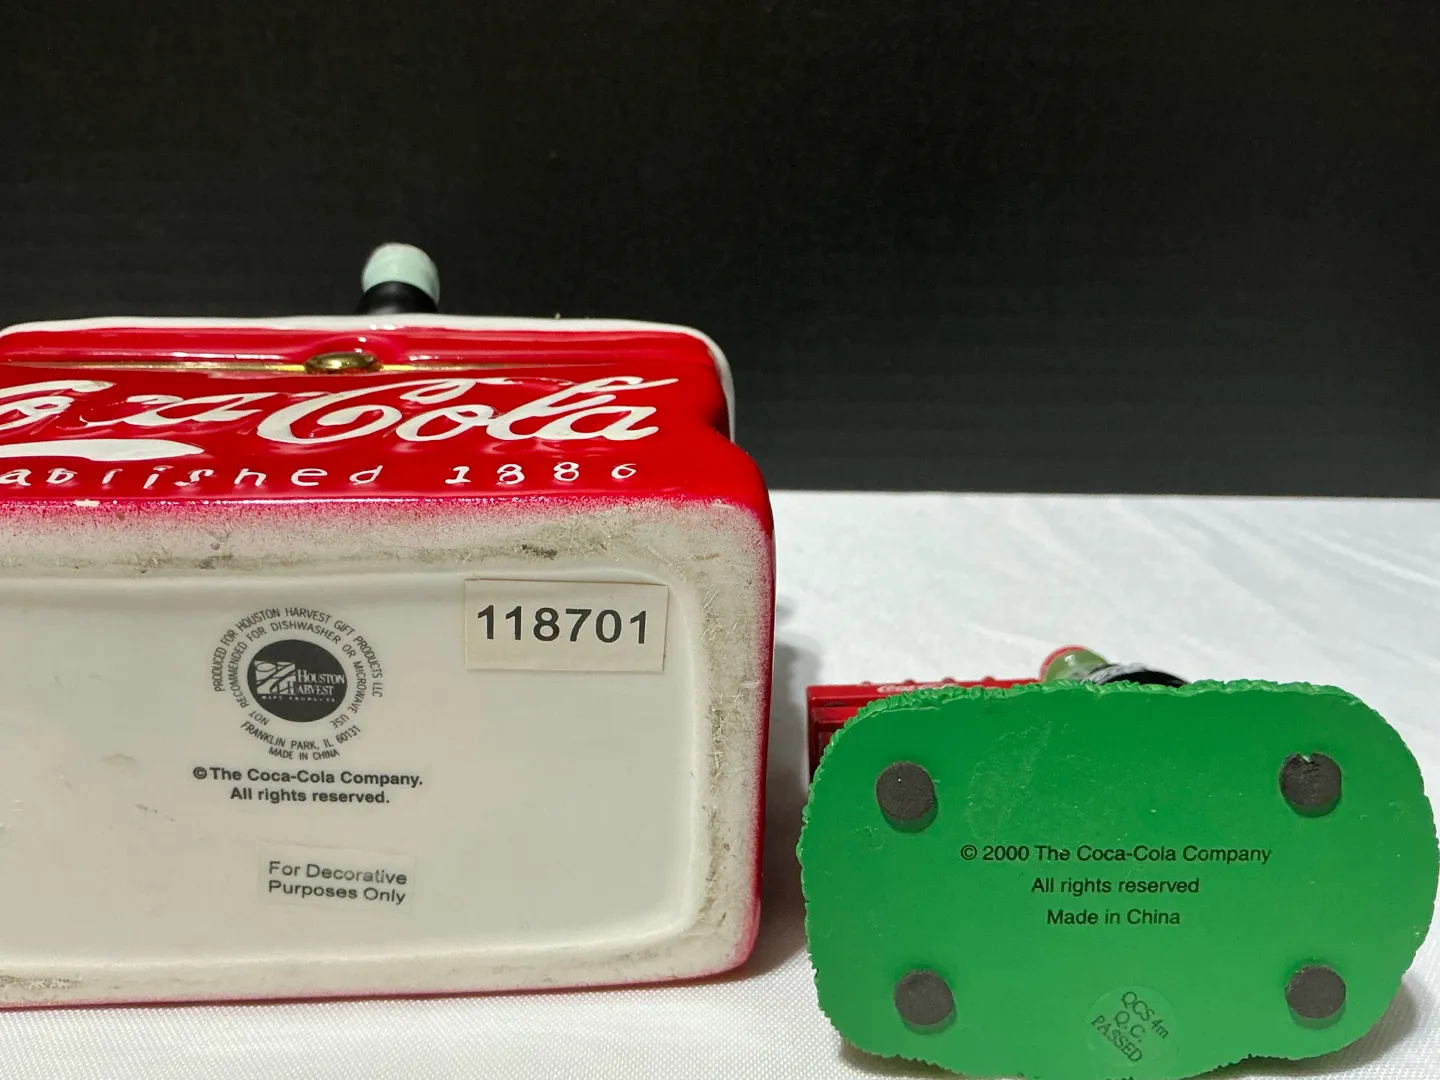 Coca-Cola
ablished 1886
118701
PRODUCED FOR HOUSTON HARVEST GIFT PRODUCTS LLC
NOT RECOMMENDED FOR DISHWASHER OR MICROWAVE USE
HOUSTON
HARVEST
FRANKLIN PARK, IL 60131
MADE IN CHINA
©The Coca-Cola Company.
All rights reserved.
For Decorative
Purposes Only
© 2000 The Coca-Cola Company
All rights reserved
Made in China
QCS 4m
Q.C.
PASSED